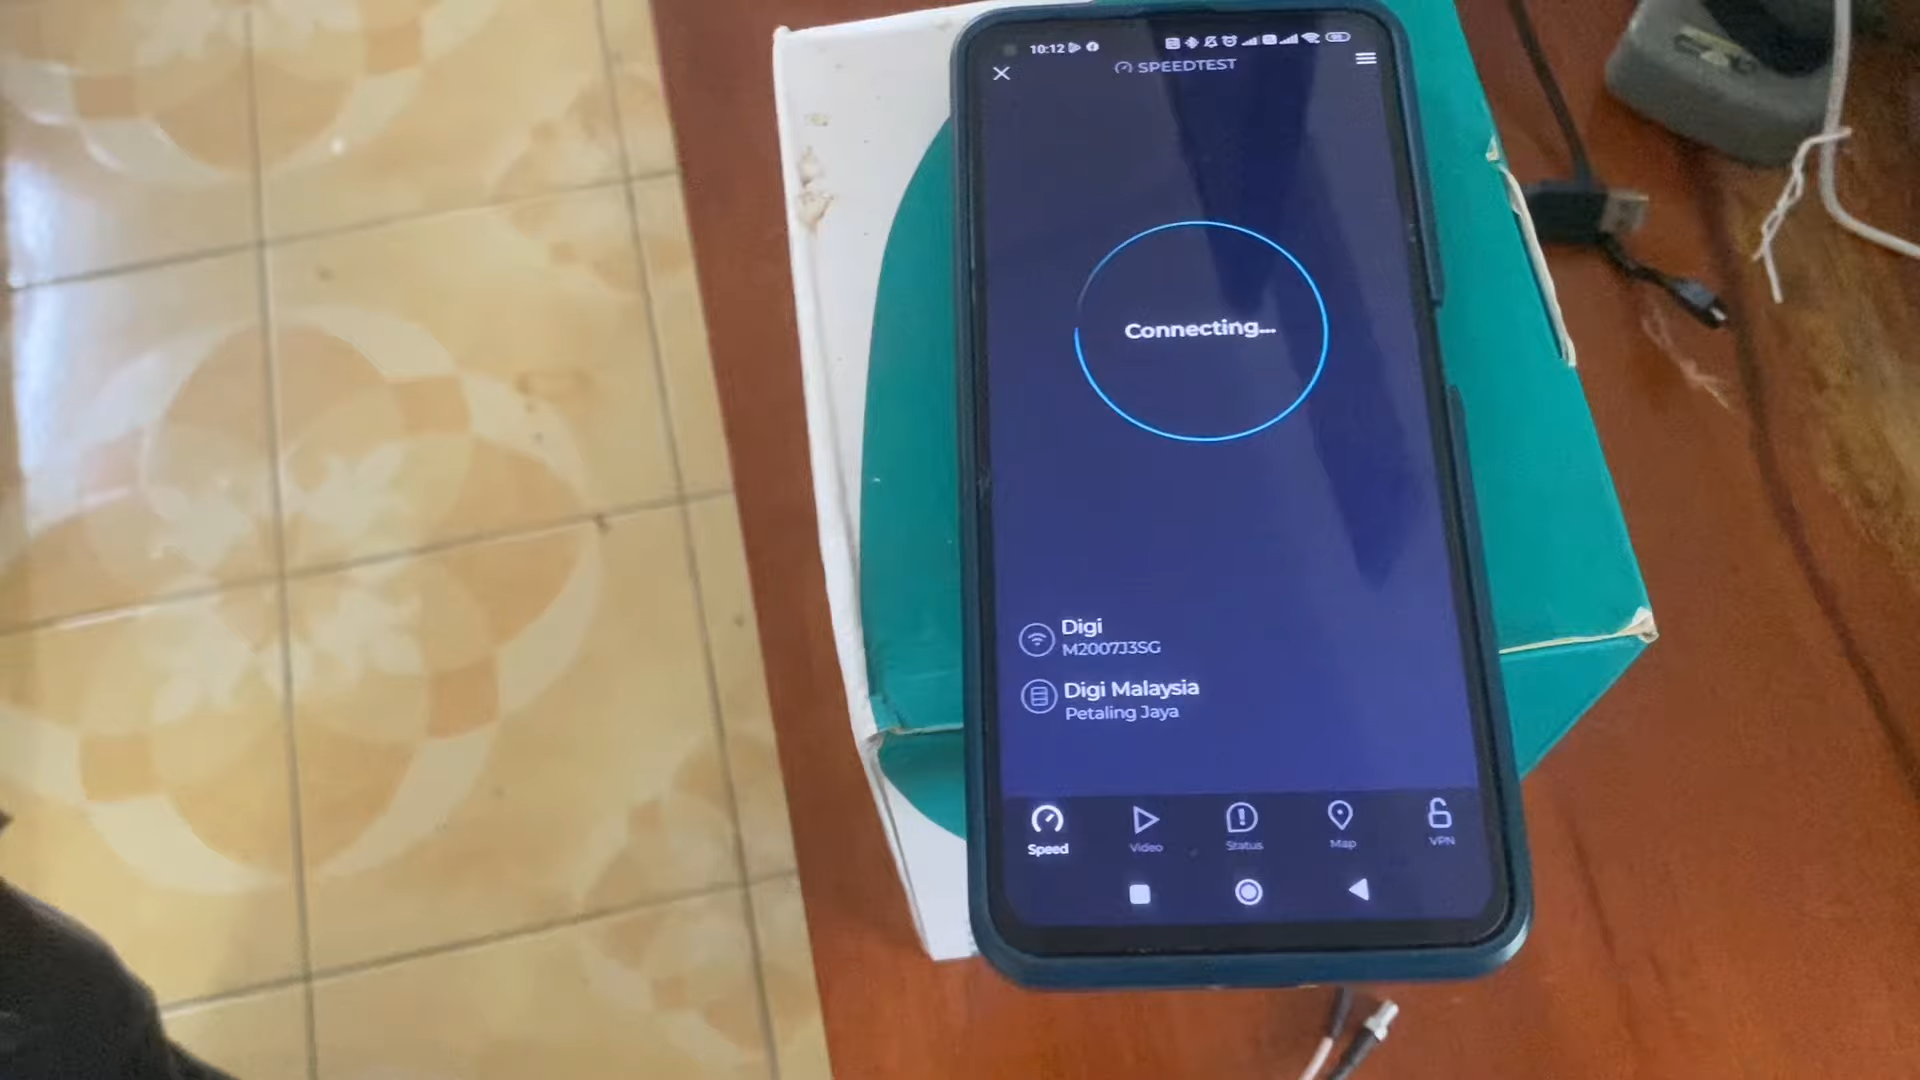 10:12
SPEEDTEST
Connecting...
Digi
M2007J3SG
Digi Malaysia
Petaling Jaya
Speed
Video
Status
Map
VPN